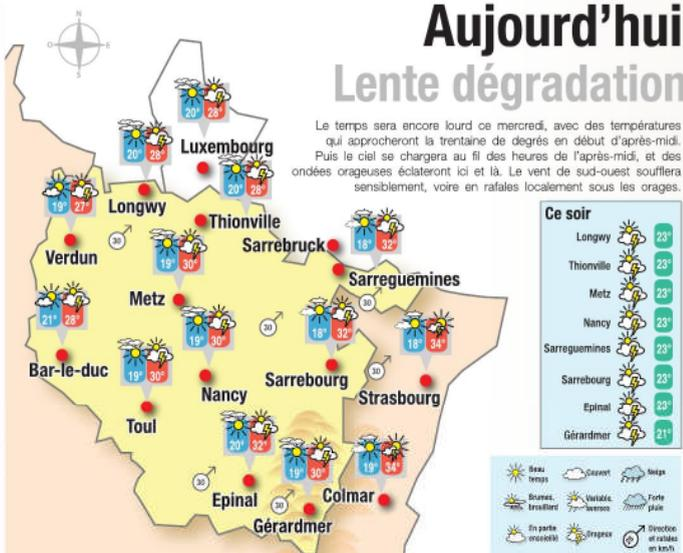 Aujourd'hui
Lente dégradation
Le temps sera encore lourd ce mercredi, avec des températures
qui approcheront la trentaine de degrés en début d'après-midi.
Puis le ciel se chargera au fil des heures de l'après-midi, et des
ondées orageuses éclateront ici et là. Le vent de sud-ouest soufflera
sensiblement, voire en rafales localement sous les orages.
N
O E
S
20° 28°
Luxembourg
20° 28°
Longwy
20° 28°
Thionville
19° 27°
Verdun
30
18° 32°
Sarrebruck
Sarreguemines
19° 30°
Metz
30
21° 28°
Bar-le-duc
19° 30°
Nancy
30
18° 32°
Sarrebourg
18° 34°
Strasbourg
30
19° 30°
Toul
20° 32°
Epinal
30
19° 30°
Gérardmer
30
19° 34°
Colmar
Ce soir
Longwy 23°
Thionville 23°
Metz 23°
Nancy 23°
Sarreguemines 23°
Sarrebourg 23°
Epinal 23°
Gérardmer 21°
Beau temps
Couvert
Neige
Brumes, brouillard
Variable, averses
Forte pluie
En partie ensoleillé
Orageux
Direction et rafales en km/h